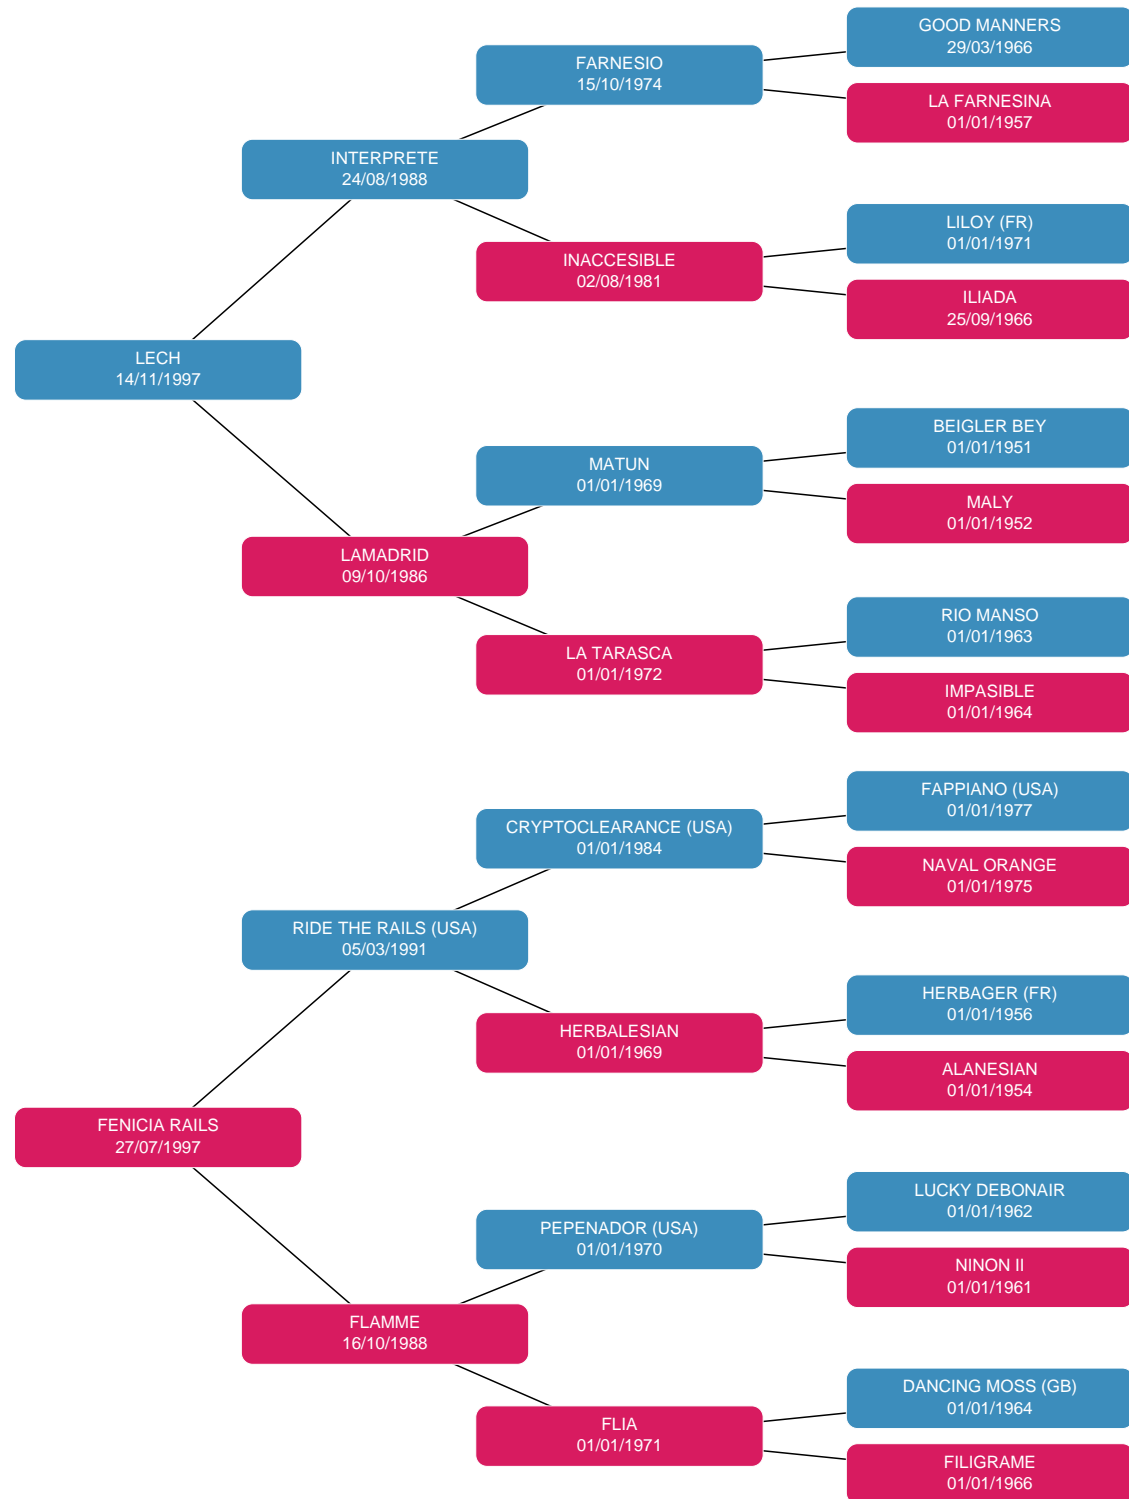 GOOD MANNERS
29/03/1966
FARNESIO
15/10/1974
LA FARNESINA
01/01/1957
INTERPRETE
24/08/1988
LILOY (FR)
01/01/1971
INACCESIBLE
02/08/1981
ILIADA
25/09/1966
LECH
14/11/1997
BEIGLER BEY
01/01/1951
MATUN
01/01/1969
MALY
01/01/1952
LAMADRID
09/10/1986
RIO MANSO
01/01/1963
LA TARASCA
01/01/1972
IMPASIBLE
01/01/1964
FAPPIANO (USA)
01/01/1977
CRYPTOCLEARANCE (USA)
01/01/1984
NAVAL ORANGE
01/01/1975
RIDE THE RAILS (USA)
05/03/1991
HERBAGER (FR)
01/01/1956
HERBALESIAN
01/01/1969
ALANESIAN
01/01/1954
FENICIA RAILS
27/07/1997
LUCKY DEBONAIR
01/01/1962
PEPENADOR (USA)
01/01/1970
NINON II
01/01/1961
FLAMME
16/10/1988
DANCING MOSS (GB)
01/01/1964
FLIA
01/01/1971
FILIGRAME
01/01/1966